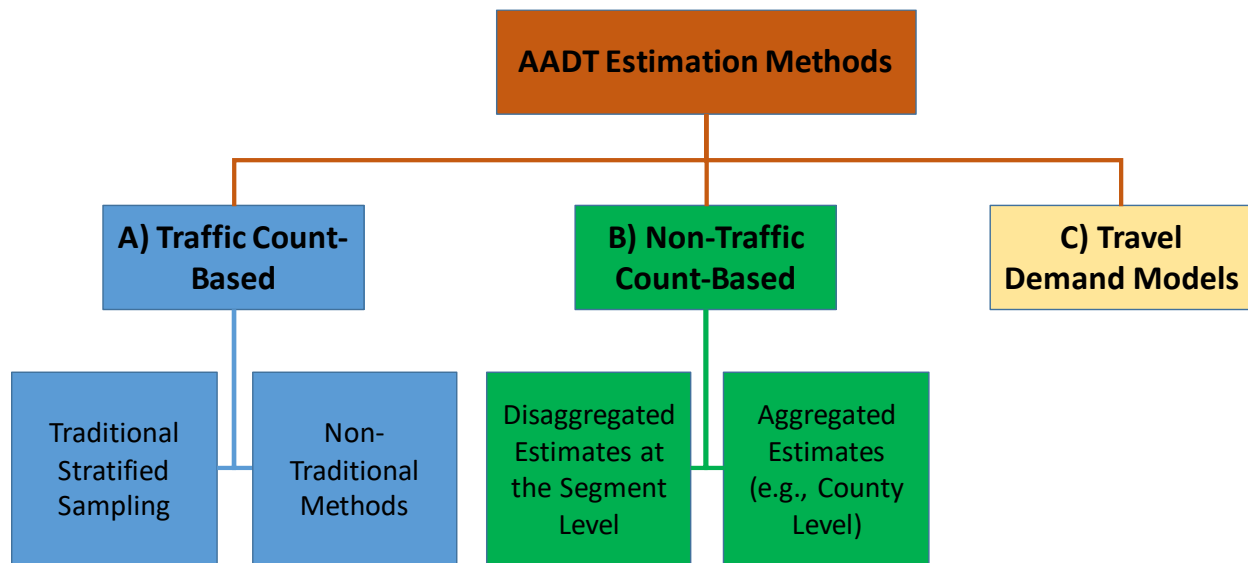 AADT Estimation Methods
A) Traffic Count-
Based
B) Non-Traffic
Count-Based
C) Travel
Demand Models
Traditional
Stratified
Sampling
Non-
Traditional
Methods
Disaggregated
Estimates at
the Segment
Level
Aggregated
Estimates
(e.g., County
Level)